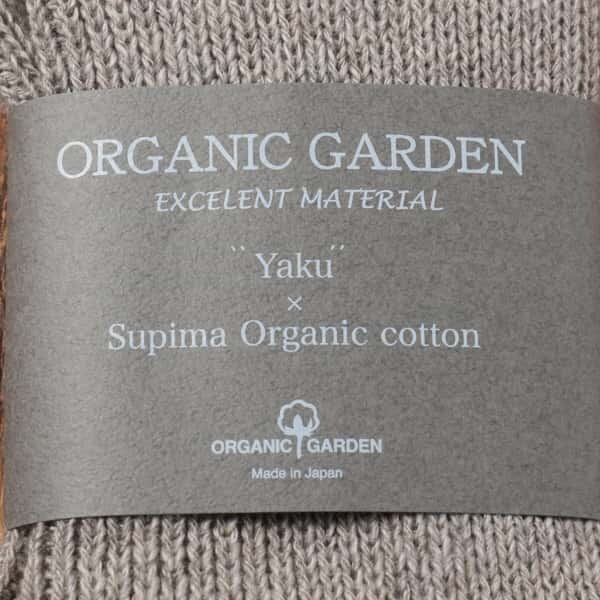 ORGANIC GARDEN
EXCELENT MATERIAL
``Yaku´´
×
Supima Organic cotton
ORGANIC GARDEN
Made in Japan